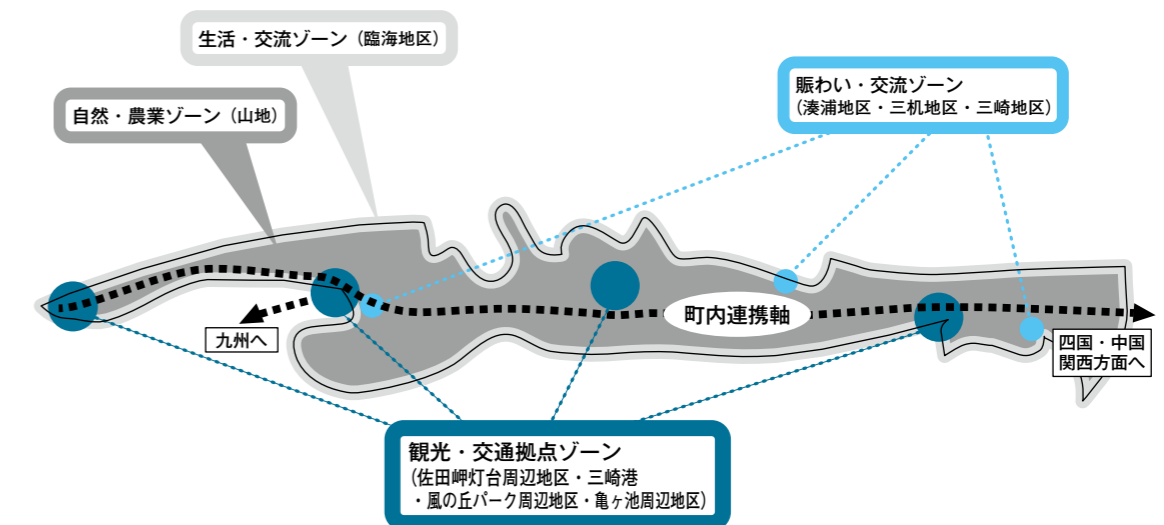 生活・交流ゾーン（臨海地区）
自然・農業ゾーン（山地）
賑わい・交流ゾーン
（湊浦地区・三机地区・三崎地区）
町内連携軸
九州へ
四国・中国
関西方面へ
観光・交通拠点ゾーン
（佐田岬灯台周辺地区・三崎港
・風の丘パーク周辺地区・亀ヶ池周辺地区）